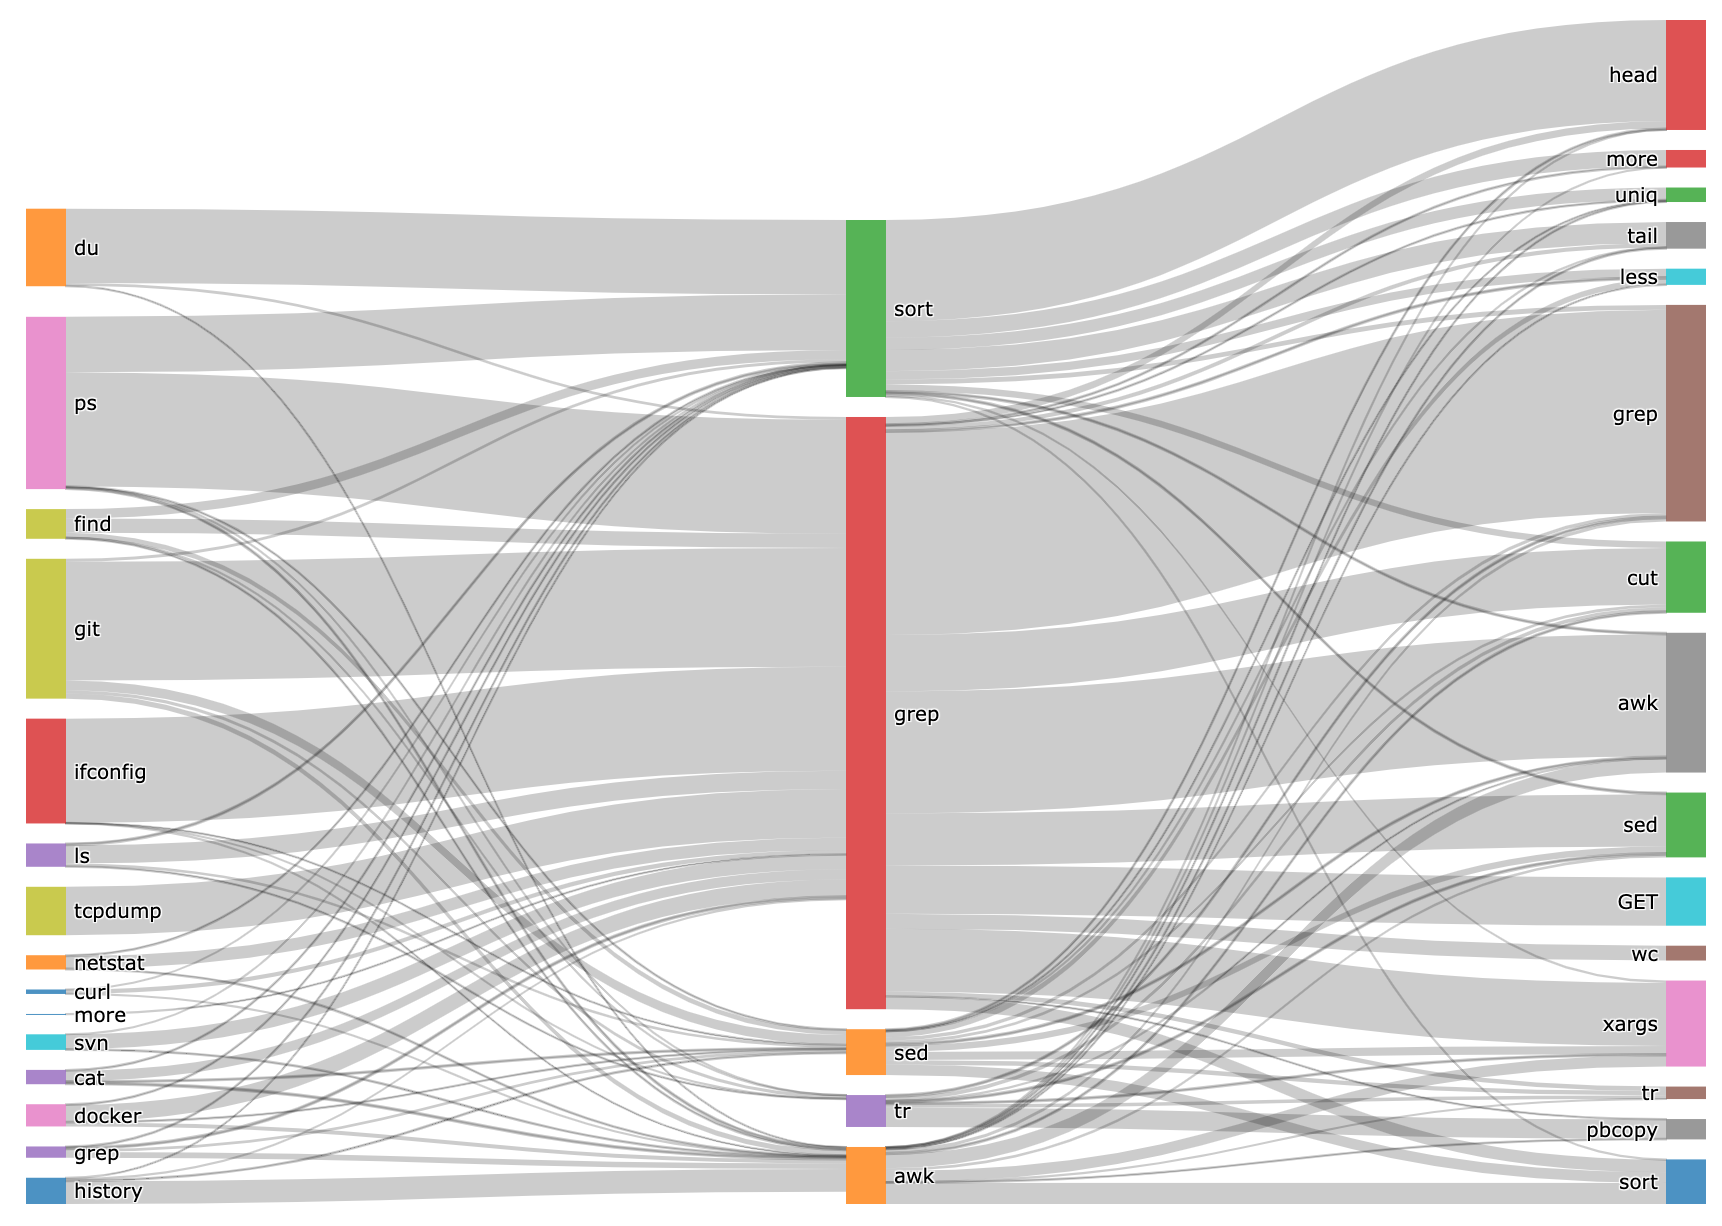 du
ps
find
git
ifconfig
ls
tcpdump
netstat
curl
more
svn
cat
docker
grep
history
sort
grep
sed
tr
awk
head
more
uniq
tail
less
grep
cut
awk
sed
GET
wc
xargs
tr
pbcopy
sort